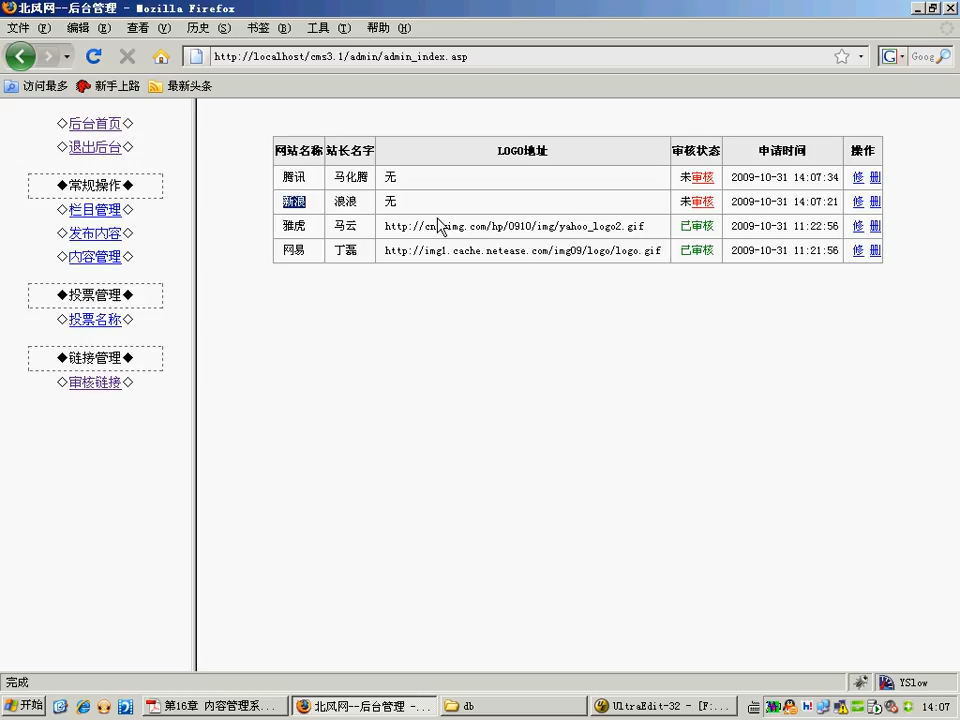 北风网--后台管理 - Mozilla Firefox
文件 (F) 编辑 (E) 查看 (V) 历史 (S) 书签 (B) 工具 (T) 帮助 (H)
http://localhost/cms3.1/admin/admin_index.asp
G Goog
访问最多 新手上路 最新头条
◇后台首页◇
◇退出后台◇
◆常规操作◆
◇栏目管理◇
◇发布内容◇
◇内容管理◇
◆投票管理◆
◇投票名称◇
◆链接管理◆
◇审核链接◇
网站名称 站长名字 LOGO地址 审核状态 申请时间 操作
腾讯 马化腾 无 未审核 2009-10-31 14:07:34 修 删
新浪 浪浪 无 未审核 2009-10-31 14:07:21 修 删
雅虎 马云 http://cn. img.com/hp/0910/img/yahoo_logo2.gif 已审核 2009-10-31 11:22:56 修 删
网易 丁磊 http://img1.cache.netease.com/img09/logo/logo.gif 已审核 2009-10-31 11:21:56 修 删
完成 YSlow
开始 第16章 内容管理系... 北风网--后台管理 -... db UltraEdit-32 - [F:... 14:07